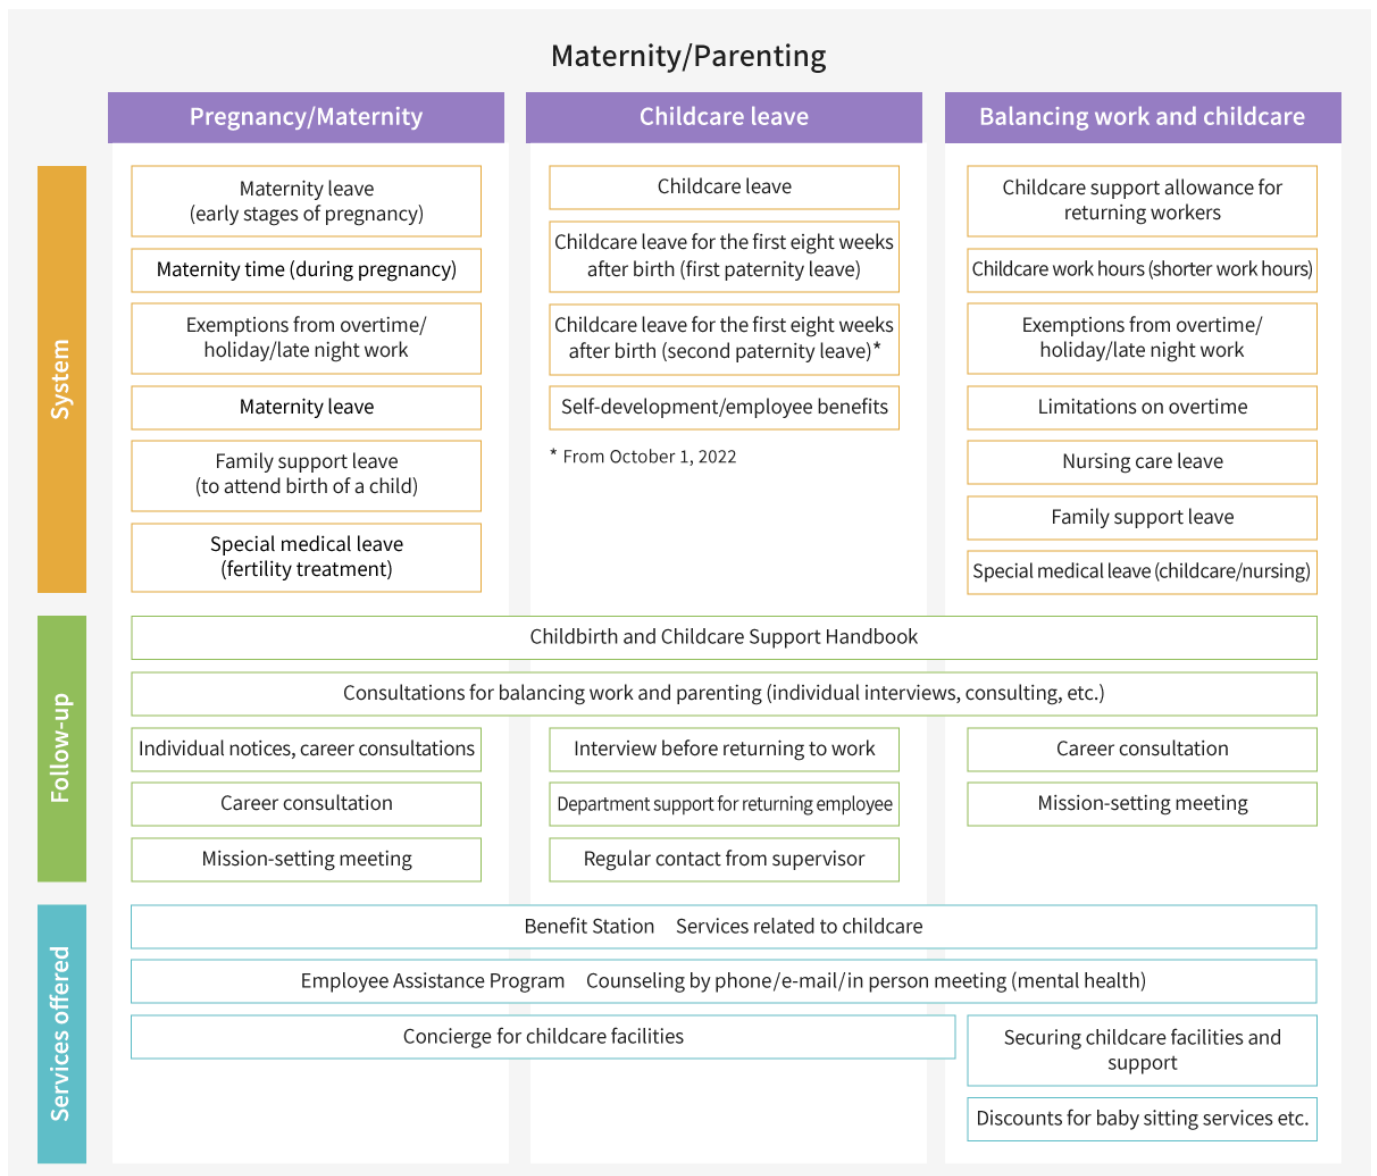 Maternity/Parenting
Pregnancy/Maternity
Childcare leave
Balancing work and childcare
System
Maternity leave
(early stages of pregnancy)
Maternity time (during pregnancy)
Exemptions from overtime/
holiday/late night work
Maternity leave
Family support leave
(to attend birth of a child)
Special medical leave
(fertility treatment)
Childcare leave
Childcare leave for the first eight weeks
after birth (first paternity leave)
Childcare leave for the first eight weeks
after birth (second paternity leave)*
Self-development/employee benefits
* From October 1, 2022
Childcare support allowance for
returning workers
Childcare work hours (shorter work hours)
Exemptions from overtime/
holiday/late night work
Limitations on overtime
Nursing care leave
Family support leave
Special medical leave (childcare/nursing)
Follow-up
Childbirth and Childcare Support Handbook
Consultations for balancing work and parenting (individual interviews, consulting, etc.)
Individual notices, career consultations
Career consultation
Mission-setting meeting
Interview before returning to work
Department support for returning employee
Regular contact from supervisor
Career consultation
Mission-setting meeting
Services offered
Benefit Station Services related to childcare
Employee Assistance Program Counseling by phone/e-mail/in person meeting (mental health)
Concierge for childcare facilities
Securing childcare facilities and
support
Discounts for baby sitting services etc.